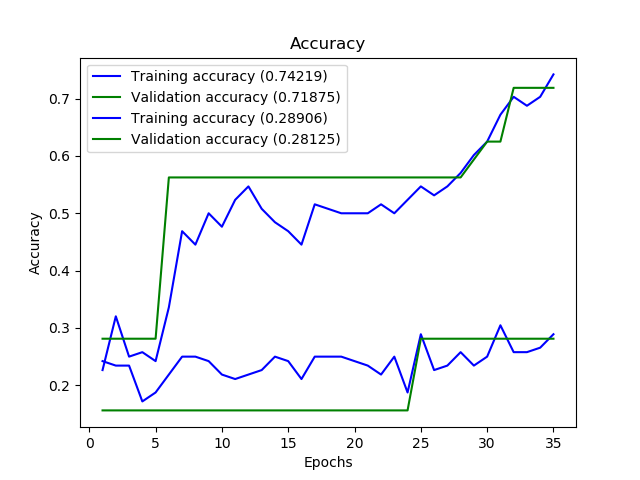 Accuracy
Training accuracy (0.74219)
Validation accuracy (0.71875)
Training accuracy (0.28906)
Validation accuracy (0.28125)
Accuracy
0.7
0.6
0.5
0.4
0.3
0.2
0 5 10 15 20 25 30 35
Epochs